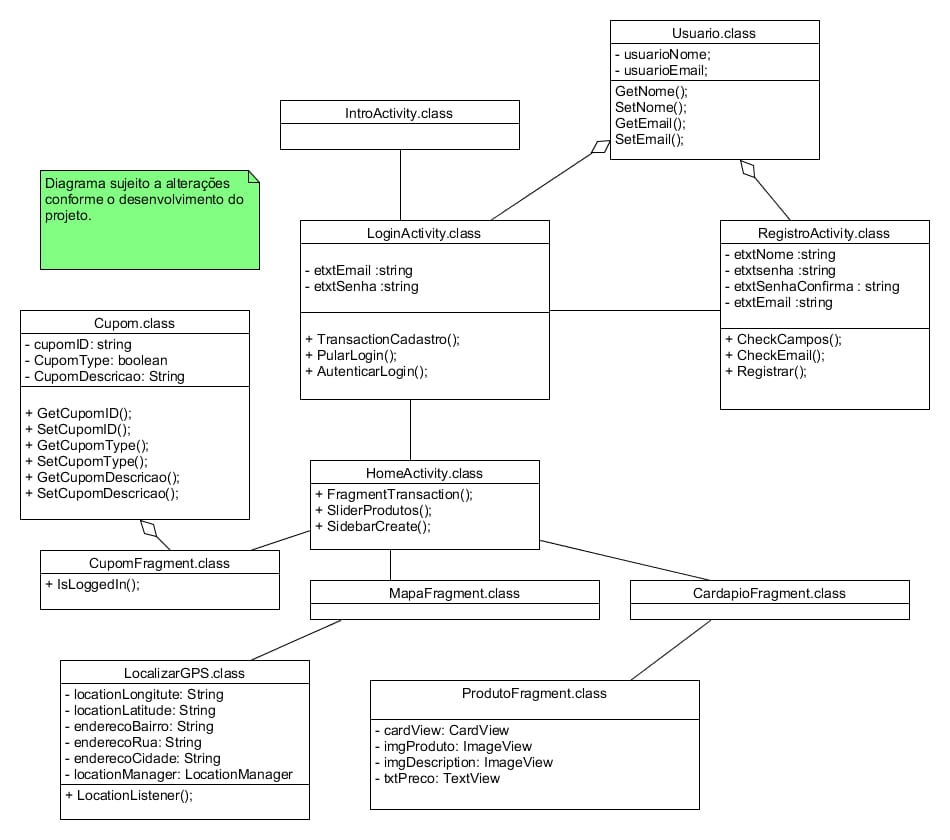 Usuario.class
- usuarioNome;
- usuarioEmail;
GetNome();
SetNome();
GetEmail();
SetEmail();
IntroActivity.class
Diagrama sujeito a alterações
conforme o desenvolvimento do
projeto.
LoginActivity.class
- etxtEmail :string
- etxtSenha :string
+ TransactionCadastro();
+ PularLogin();
+ AutenticarLogin();
RegistroActivity.class
- etxtNome :string
- etxtsenha :string
- etxtSenhaConfirma : string
- etxtEmail :string
+ CheckCampos();
+ CheckEmail();
+ Registrar();
Cupom.class
- cupomID: string
- CupomType: boolean
- CupomDescricao: String
+ GetCupomID();
+ SetCupomID();
+ GetCupomType();
+ SetCupomType();
+ GetCupomDescricao();
+ SetCupomDescricao();
HomeActivity.class
+ FragmentTransaction();
+ SliderProdutos();
+ SidebarCreate();
CupomFragment.class
+ IsLoggedIn();
MapaFragment.class
CardapioFragment.class
LocalizarGPS.class
- locationLongitute: String
- locationLatitude: String
- enderecoBairro: String
- enderecoRua: String
- enderecoCidade: String
- locationManager: LocationManager
+ LocationListener();
ProdutoFragment.class
- cardView: CardView
- imgProduto: ImageView
- imgDescription: ImageView
- txtPreco: TextView